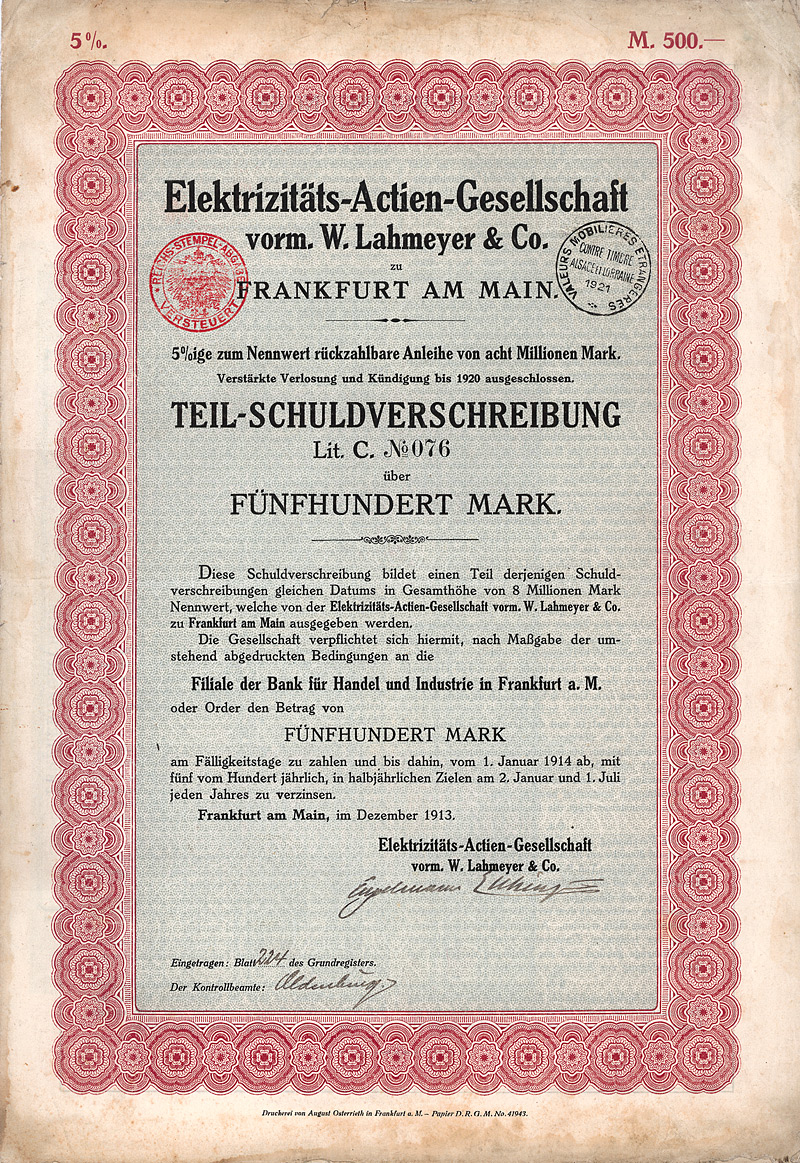 5%. M. 500.—
Elektrizitäts-Actien-Gesellschaft
vorm. W. Lahmeyer & Co.
zu
FRANKFURT AM MAIN.
REICHS-STEMPEL-ABGABE
VERSTEUERT
VALEURS MOBILIERES ETRANGERES
CONTRE TIMBRE
ALSACE ET LORRAINE
1921
5%ige zum Nennwert rückzahlbare Anleihe von acht Millionen Mark.
Verstärkte Verlosung und Kündigung bis 1920 ausgeschlossen.
TEIL-SCHULDVERSCHREIBUNG
Lit. C. No 076
über
FÜNFHUNDERT MARK.
Diese Schuldverschreibung bildet einen Teil derjenigen Schuld-
verschreibungen gleichen Datums in Gesamthöhe von 8 Millionen Mark
Nennwert, welche von der Elektrizitäts-Actien-Gesellschaft vorm. W. Lahmeyer & Co.
zu Frankfurt am Main ausgegeben werden.
Die Gesellschaft verpflichtet sich hiermit, nach Maßgabe der um-
stehend abgedruckten Bedingungen an die
Filiale der Bank für Handel und Industrie in Frankfurt a. M.
oder Order den Betrag von
FÜNFHUNDERT MARK
am Fälligkeitstage zu zahlen und bis dahin, vom 1. Januar 1914 ab, mit
fünf vom Hundert jährlich, in halbjährlichen Zielen am 2. Januar und 1. Juli
jeden Jahres zu verzinsen.
Frankfurt am Main, im Dezember 1913.
Elektrizitäts-Actien-Gesellschaft
vorm. W. Lahmeyer & Co.
Engelmann
Eingetragen: Blatt 224 des Grundregisters.
Der Kontrollbeamte: Oldenburg
Druckerei von August Osterrieth in Frankfurt a. M. – Papier D. R. G. M. No. 41943.